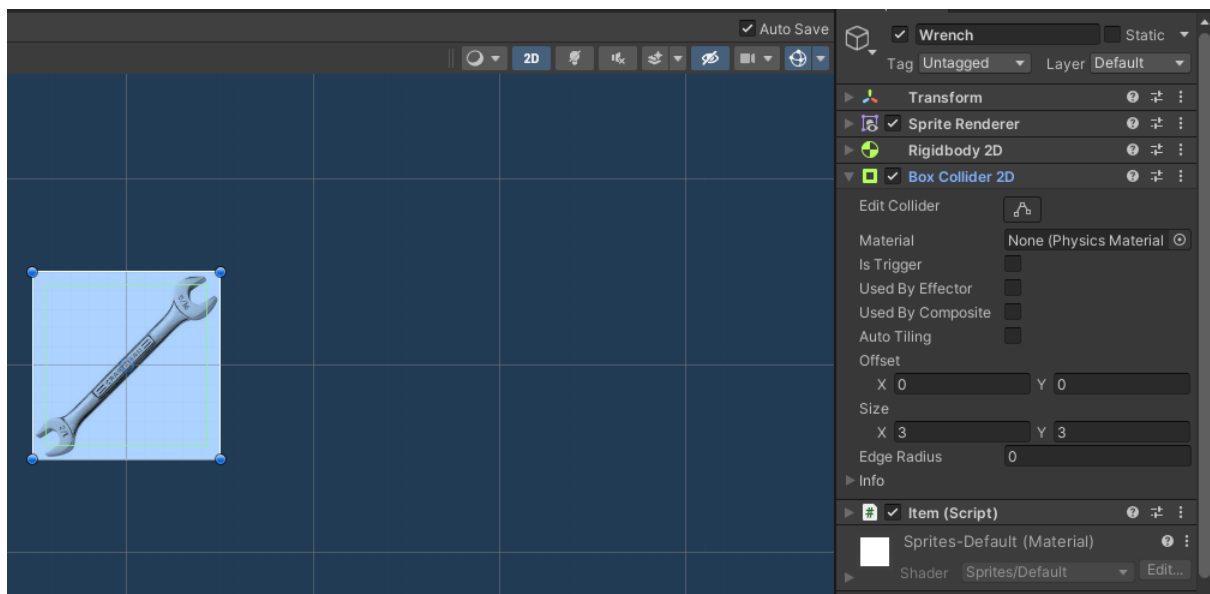 Auto Save
2D
Wrench
Static
Tag Untagged Layer Default
Transform
Sprite Renderer
Rigidbody 2D
Box Collider 2D
Edit Collider
Material None (Physics Material
Is Trigger
Used By Effector
Used By Composite
Auto Tiling
Offset
X 0 Y 0
Size
X 3 Y 3
Edge Radius 0
Info
# Item (Script)
Sprites-Default (Material)
Shader Sprites/Default Edit...